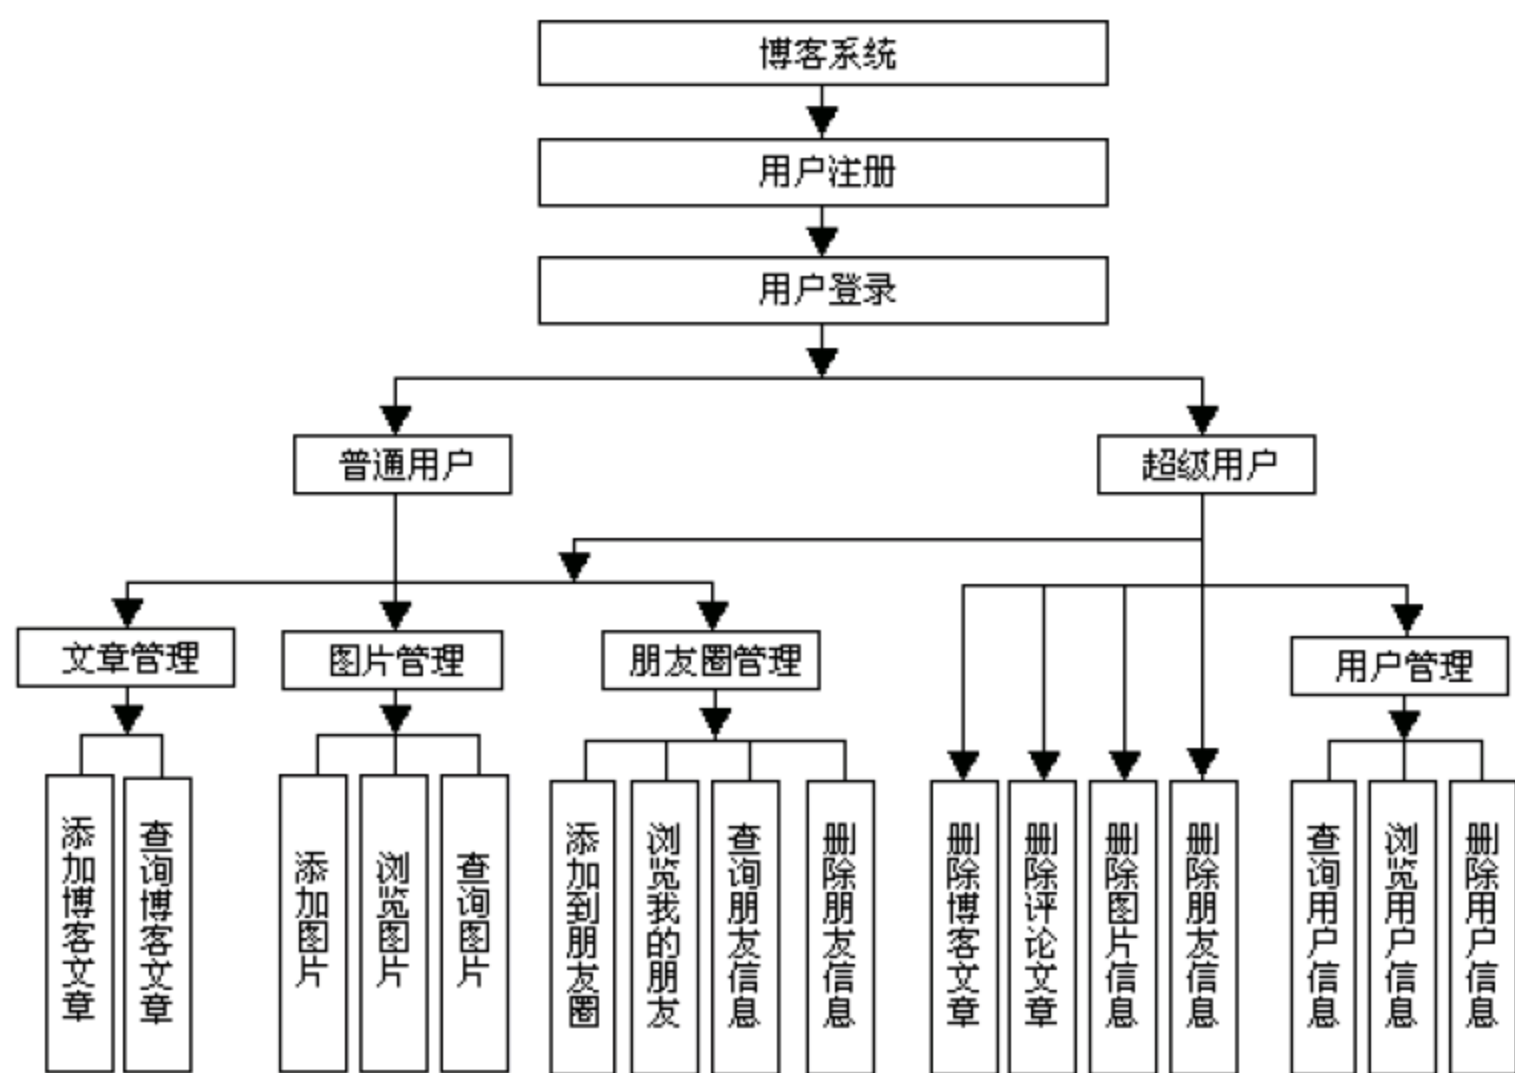 博客系统
用户注册
用户登录
普通用户
超级用户
文章管理
图片管理
朋友圈管理
用户管理
添加博客文章
查询博客文章
添加图片
浏览图片
查询图片
添加到朋友圈
浏览我的朋友
查询朋友信息
删除朋友信息
删除博客文章
删除评论文章
删除图片信息
删除朋友信息
查询用户信息
浏览用户信息
删除用户信息